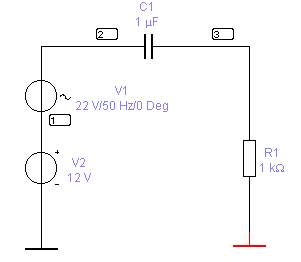 C1
1 µF
2
3
V1
22 V/50 Hz/0 Deg
1
V2
12 V
+
-
R1
1 kΩ